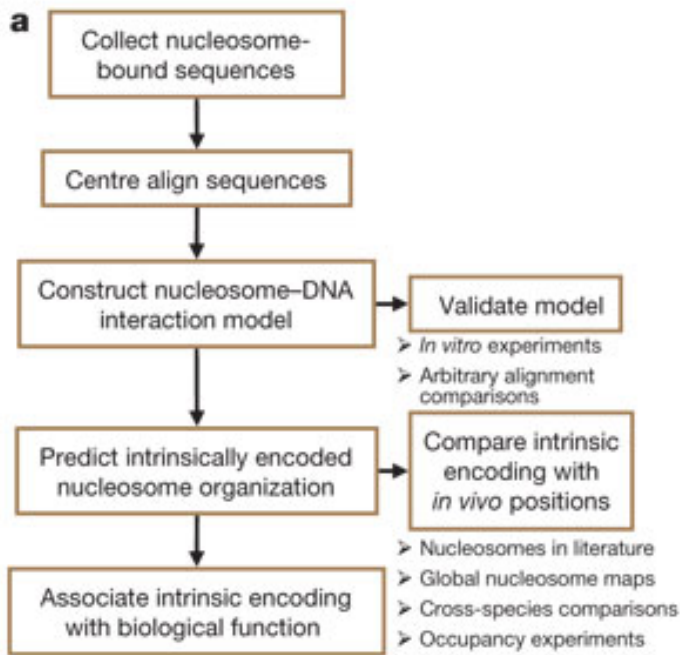 a
Collect nucleosome-
bound sequences
Centre align sequences
Construct nucleosome–DNA
interaction model
Validate model
➢ In vitro experiments
➢ Arbitrary alignment
comparisons
Predict intrinsically encoded
nucleosome organization
Compare intrinsic
encoding with
in vivo positions
➢ Nucleosomes in literature
➢ Global nucleosome maps
➢ Cross-species comparisons
➢ Occupancy experiments
Associate intrinsic encoding
with biological function